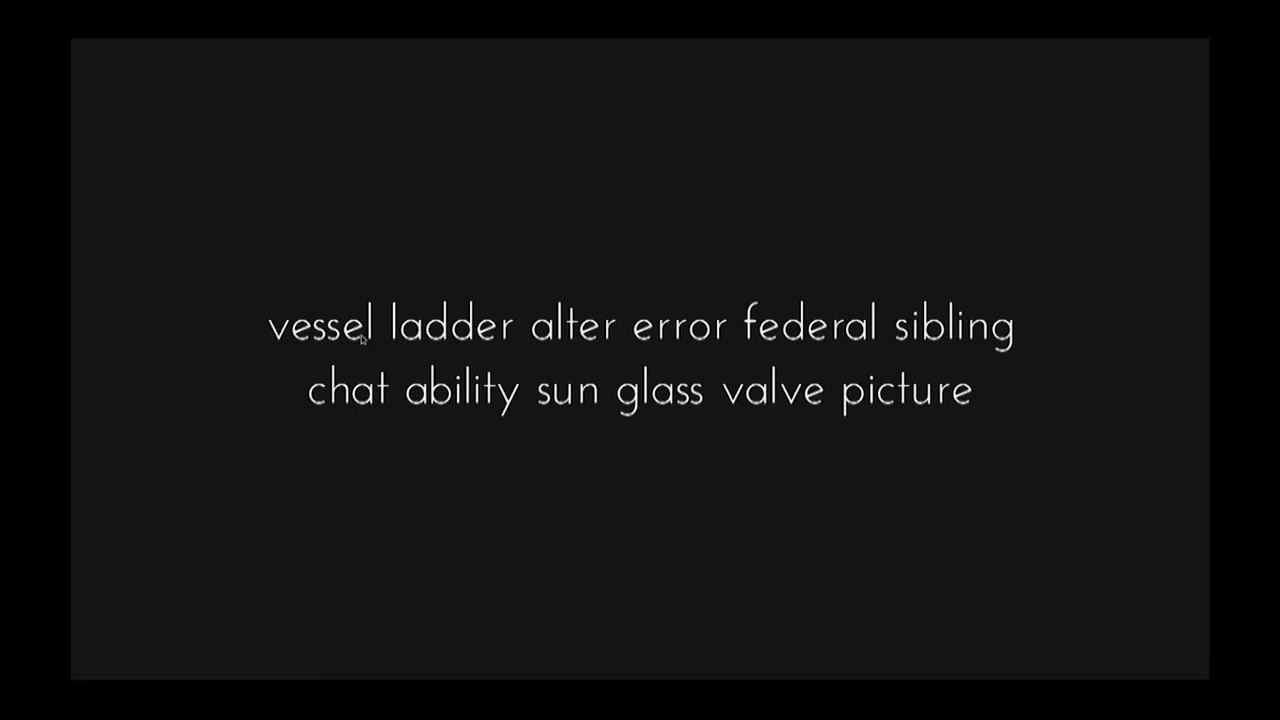 vessel ladder alter error federal sibling
chat ability sun glass valve picture